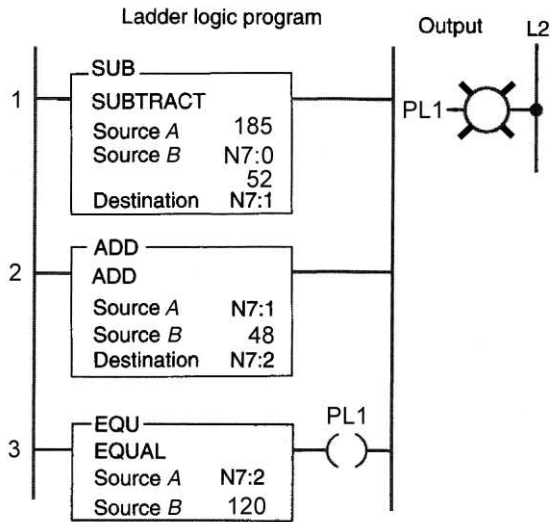 Ladder logic program
Output L2
1
SUB
SUBTRACT
Source A 185
Source B N7:0
52
Destination N7:1
PL1
2
ADD
ADD
Source A N7:1
Source B 48
Destination N7:2
3
EQU
EQUAL
Source A N7:2
Source B 120
PL1